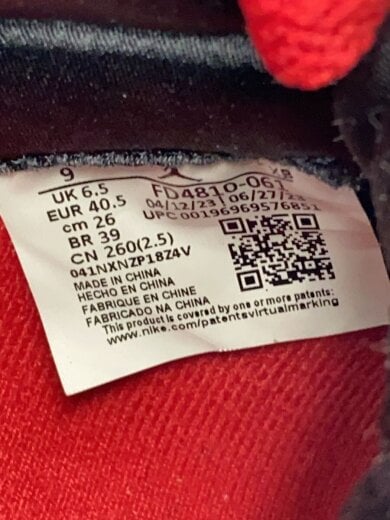 9
UK 6.5
EUR 40.5
cm 26
BR 39
CN 260(2.5)
041NXNZP18Z4V
MADE IN CHINA
HECHO EN CHINA
FABRIQUE EN CHINE
FABRICADO NA CHINA
This product is covered by one or more patents:
www.nike.com/patentsvirtualmarking
FD4810-061
04/12/23 | 06/27/23
UPC 00196969576851